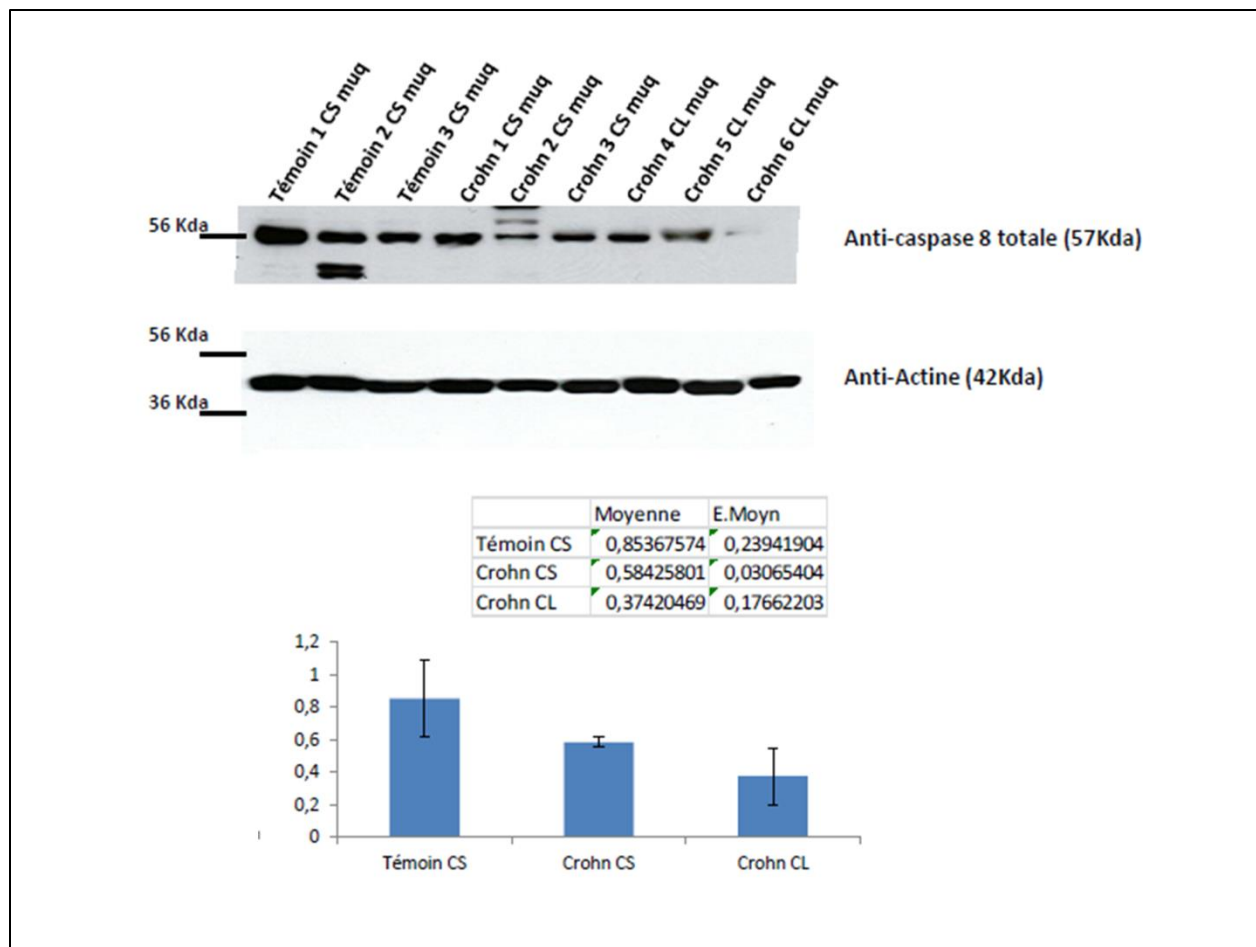 Témoin 1 CS muq
Témoin 2 CS muq
Témoin 3 CS muq
Crohn 1 CS muq
Crohn 2 CS muq
Crohn 3 CS muq
Crohn 4 CL muq
Crohn 5 CL muq
Crohn 6 CL muq
56 Kda
Anti-caspase 8 totale (57Kda)
56 Kda
Anti-Actine (42Kda)
36 Kda
Moyenne E.Moyn
Témoin CS 0,85367574 0,23941904
Crohn CS 0,58425801 0,03065404
Crohn CL 0,37420469 0,17662203
1,2
1
0,8
0,6
0,4
0,2
0
Témoin CS Crohn CS Crohn CL